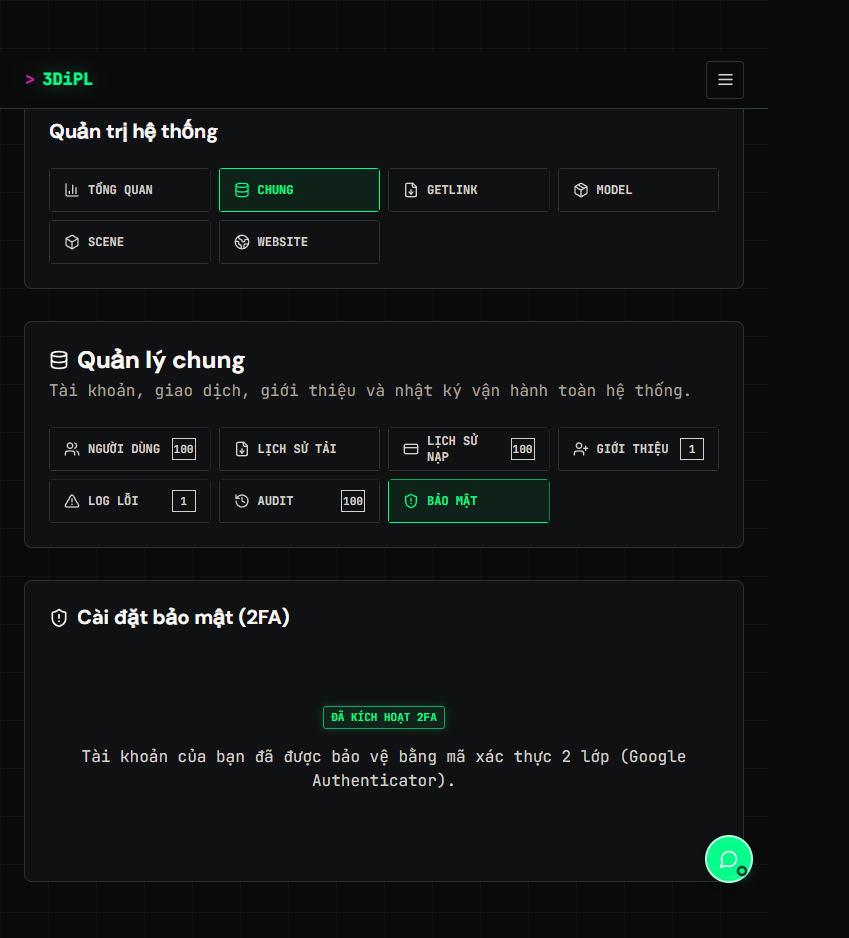 > 3DiPL
Quản trị hệ thống
TỔNG QUAN
CHUNG
GETLINK
MODEL
SCENE
WEBSITE
Quản lý chung
Tài khoản, giao dịch, giới thiệu và nhật ký vận hành toàn hệ thống.
NGƯỜI DÙNG 100
LỊCH SỬ TẢI
LỊCH SỬ
NẠP 100
GIỚI THIỆU 1
LOG LỖI 1
AUDIT 100
BẢO MẬT
Cài đặt bảo mật (2FA)
ĐÃ KÍCH HOẠT 2FA
Tài khoản của bạn đã được bảo vệ bằng mã xác thực 2 lớp (Google
Authenticator).